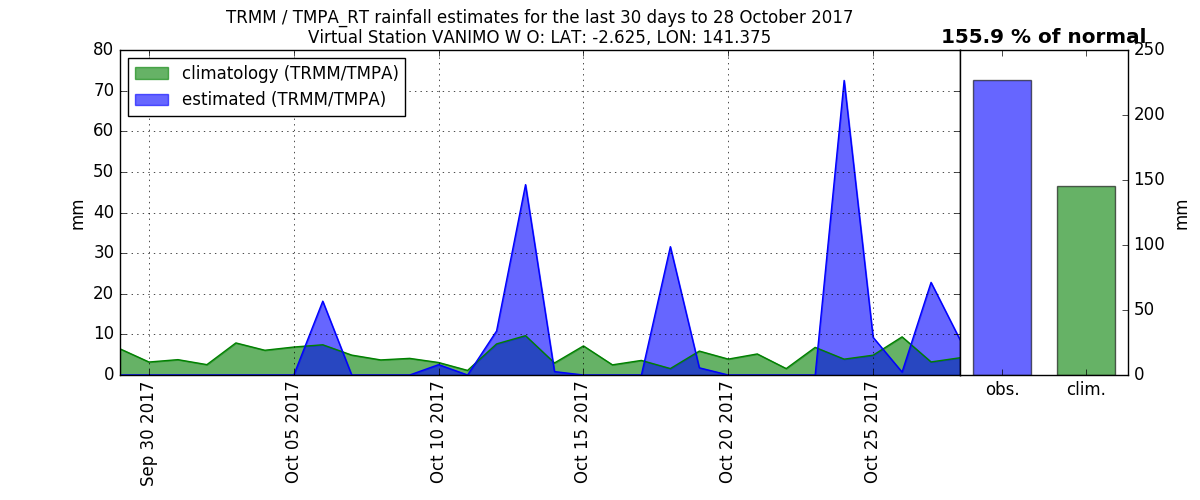 TRMM / TMPA_RT rainfall estimates for the last 30 days to 28 October 2017
Virtual Station VANIMO W O: LAT: -2.625, LON: 141.375
155.9 % of normal
climatology (TRMM/TMPA)
estimated (TRMM/TMPA)
80
70
60
50
40
30
20
10
0
mm
Sep 30 2017
Oct 05 2017
Oct 10 2017
Oct 15 2017
Oct 20 2017
Oct 25 2017
250
200
150
100
50
0
mm
obs.
clim.